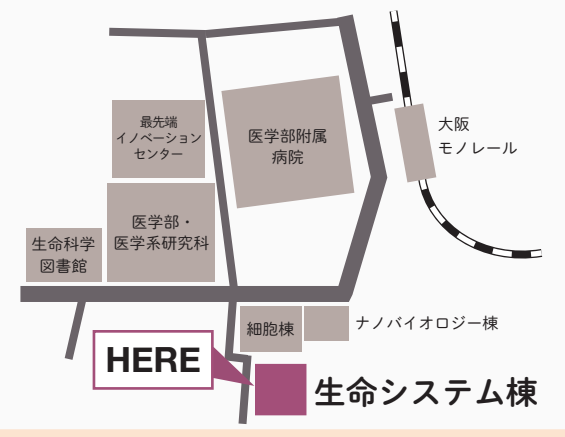 最先端
イノベーション
センター
医学部附属
病院
大阪
モノレール
医学部・
医学系研究科
生命科学
図書館
細胞棟
ナノバイオロジー棟
HERE
生命システム棟